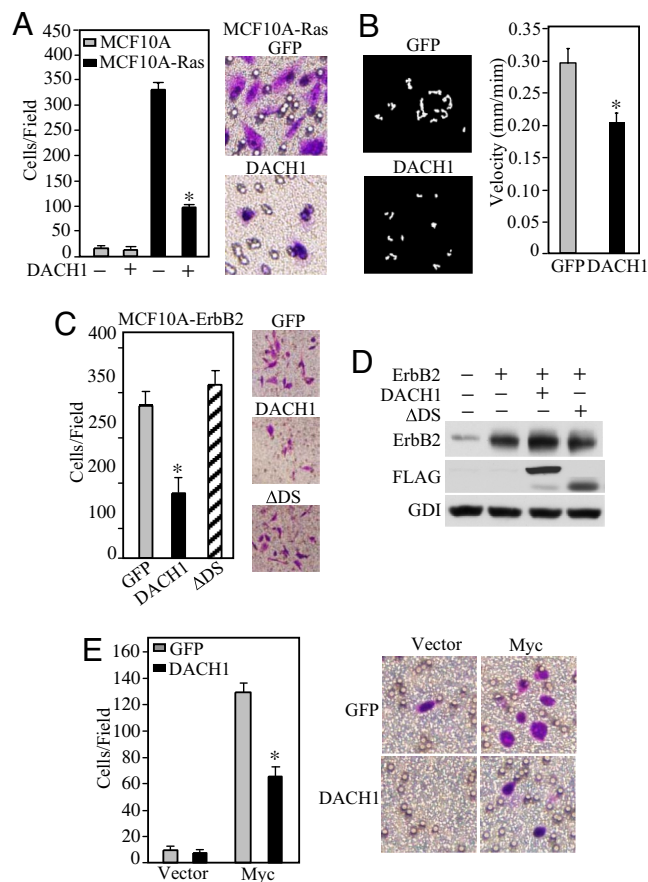 A
MCF10A
MCF10A-Ras
Cells/Field
450
400
350
300
250
200
150
100
50
0
DACH1 – + – +
*
MCF10A-Ras
GFP
DACH1
B
GFP
DACH1
Velocity (mm/mim)
0.35
0.30
0.25
0.20
0.15
0.10
0.05
0.00
*
GFP DACH1
C
MCF10A-ErbB2
Cells/Field
400
350
200
100
0
*
GFP
DACH1
ΔDS
GFP
DACH1
ΔDS
D
ErbB2 – + + +
DACH1 – – + –
ΔDS – – – +
ErbB2
FLAG
GDI
E
GFP
DACH1
Cells/Field
160
140
120
100
80
60
40
20
0
*
Vector Myc
Vector Myc
GFP
DACH1